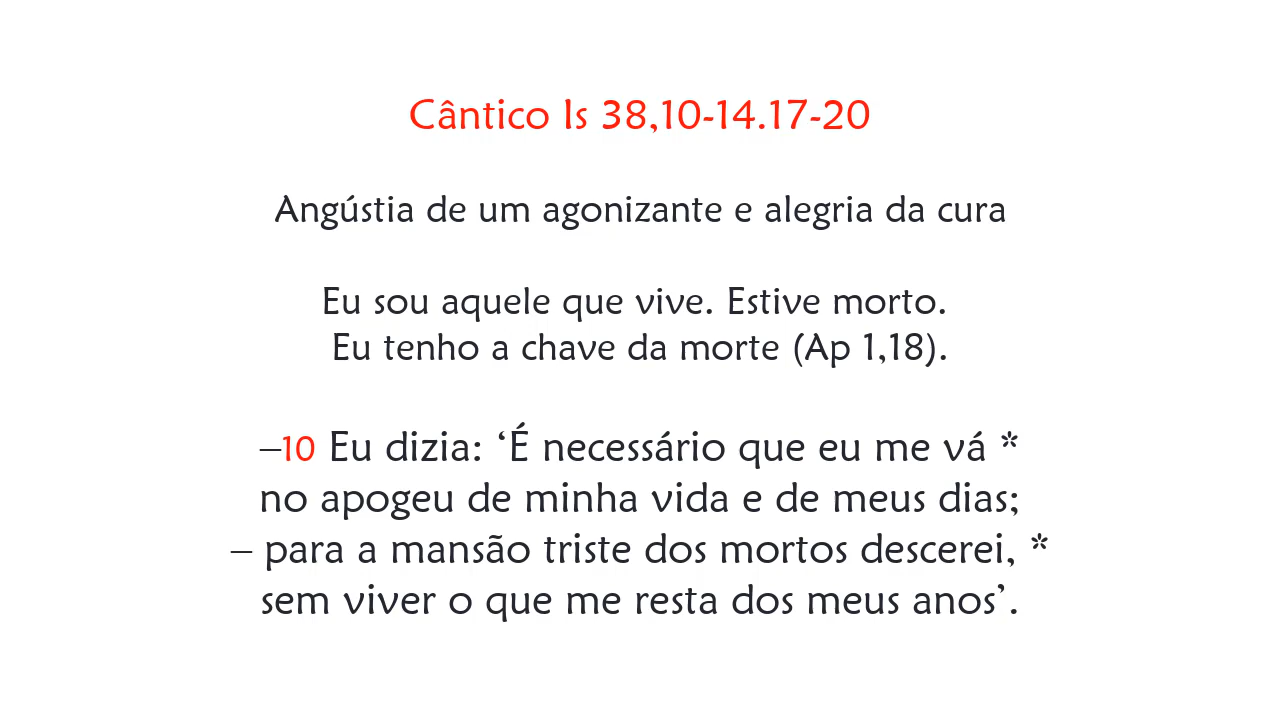 Cântico Is 38,10-14.17-20
Angústia de um agonizante e alegria da cura
Eu sou aquele que vive. Estive morto.
Eu tenho a chave da morte (Ap 1,18).
–10 Eu dizia: ‘É necessário que eu me vá *
no apogeu de minha vida e de meus dias;
– para a mansão triste dos mortos descerei, *
sem viver o que me resta dos meus anos’.